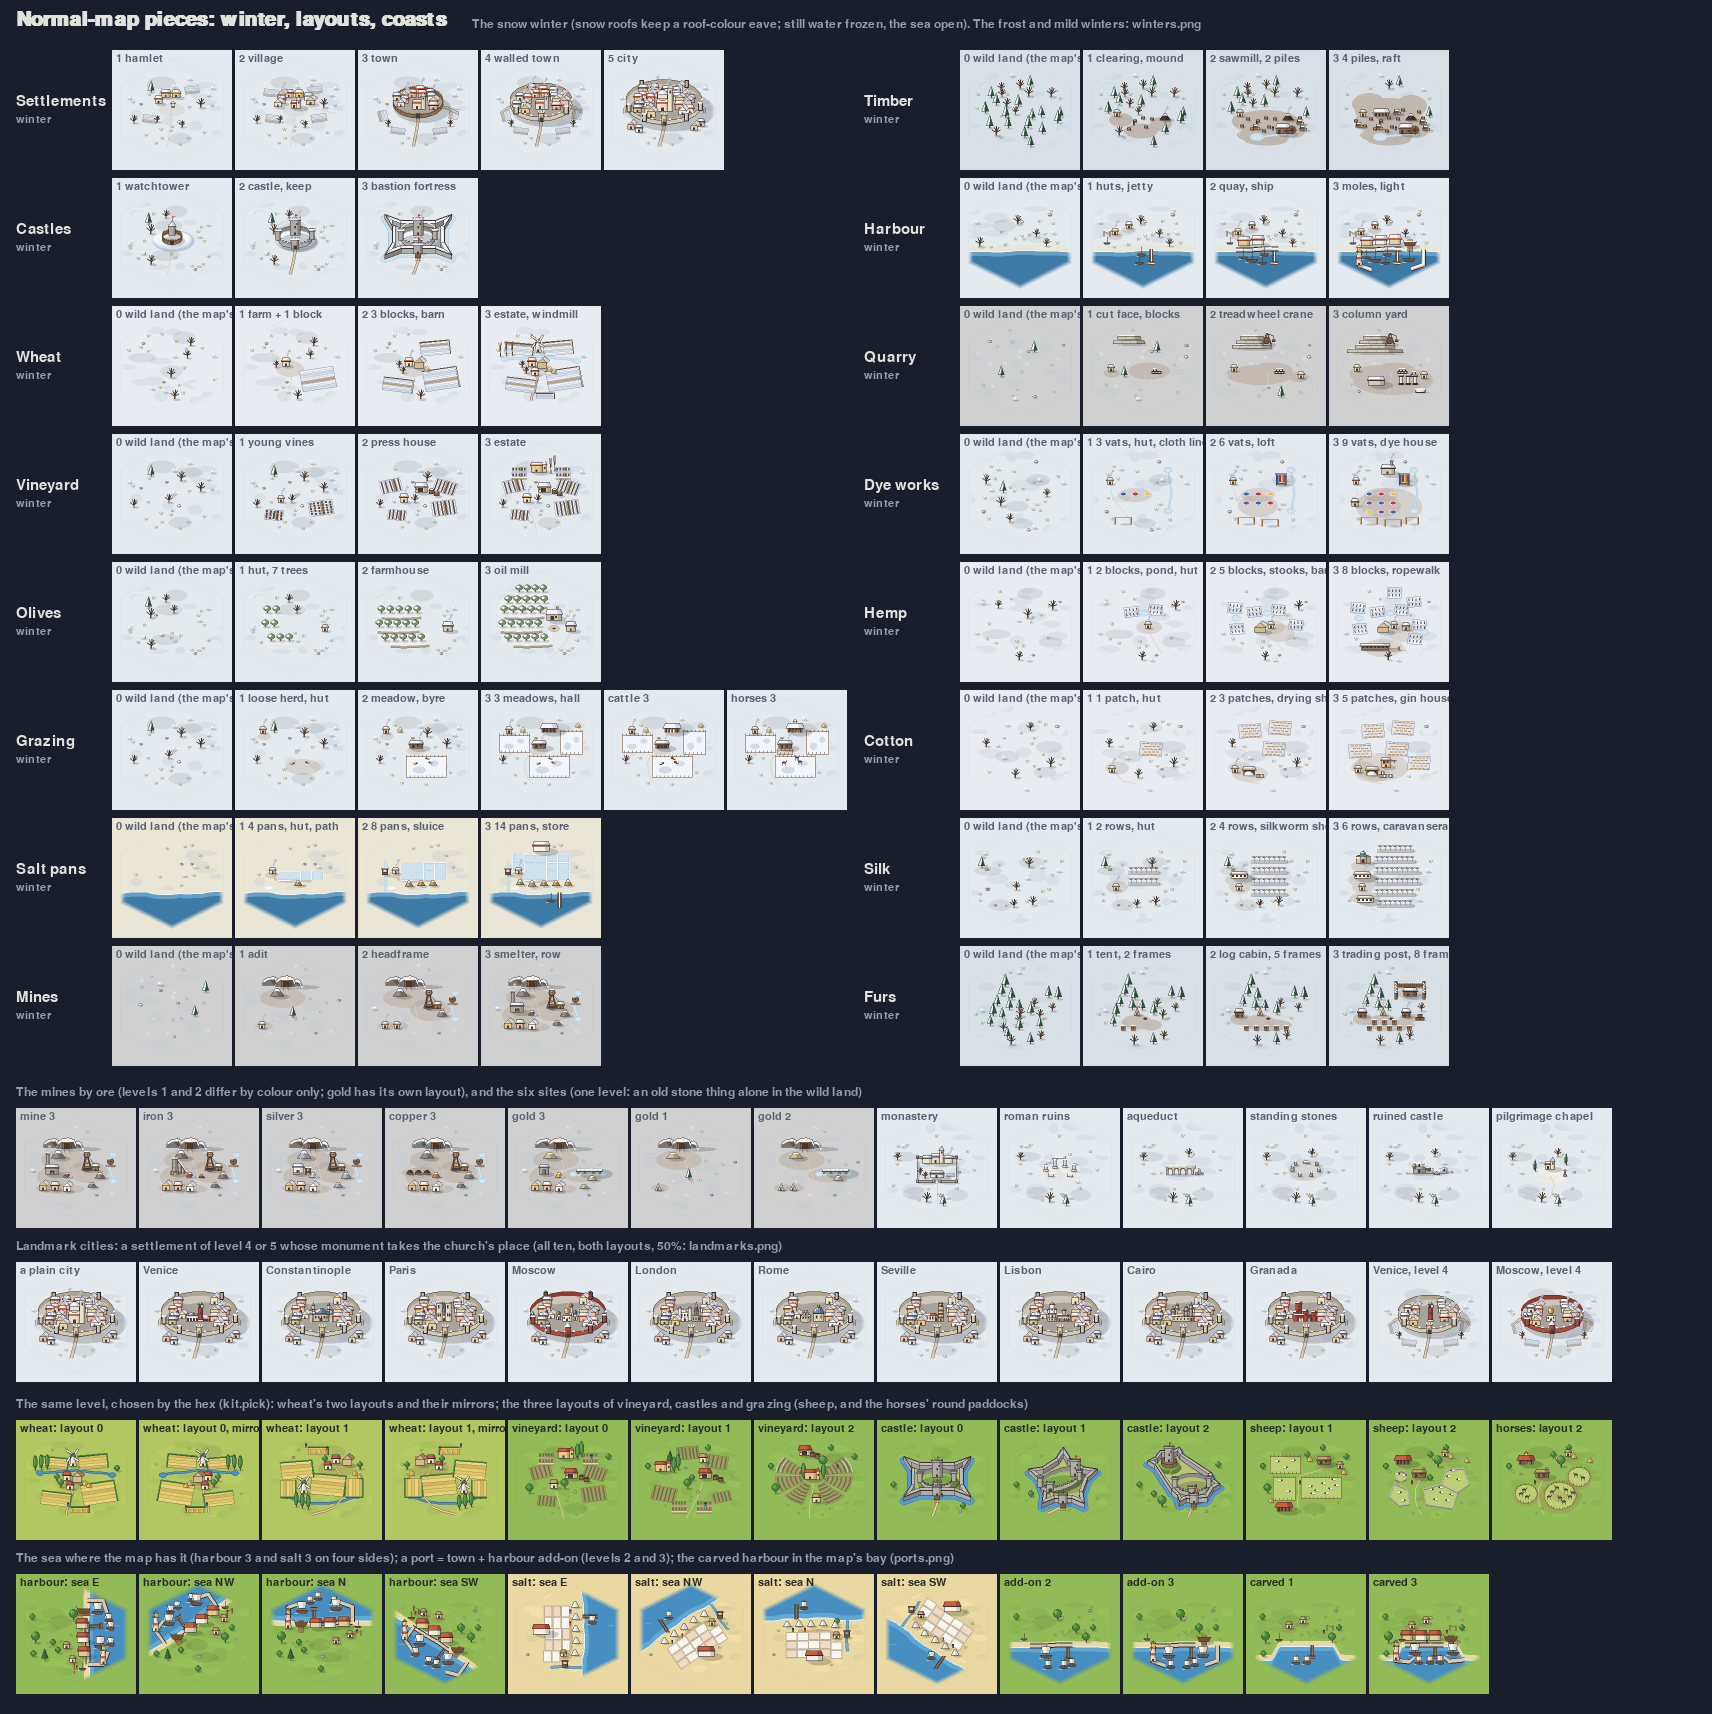 Normal-map pieces: winter, layouts, coasts
The snow winter (snow roofs keep a roof-colour eave; still water frozen, the sea open). The frost and mild winters: winters.png
Settlements
winter
1 hamlet
2 village
3 town
4 walled town
5 city
Timber
winter
0 wild land (the map's
1 clearing, mound
2 sawmill, 2 piles
3 4 piles, raft
Castles
winter
1 watchtower
2 castle, keep
3 bastion fortress
Harbour
winter
0 wild land (the map's
1 huts, jetty
2 quay, ship
3 moles, light
Wheat
winter
0 wild land (the map's
1 farm + 1 block
2 3 blocks, barn
3 estate, windmill
Quarry
winter
0 wild land (the map's
1 cut face, blocks
2 treadwheel crane
3 column yard
Vineyard
winter
0 wild land (the map's
1 young vines
2 press house
3 estate
Dye works
winter
0 wild land (the map's
1 3 vats, hut, cloth lin
2 6 vats, loft
3 9 vats, dye house
Olives
winter
0 wild land (the map's
1 hut, 7 trees
2 farmhouse
3 oil mill
Hemp
winter
0 wild land (the map's
1 2 blocks, pond, hut
2 5 blocks, stooks, bar
3 8 blocks, ropewalk
Grazing
winter
0 wild land (the map's
1 loose herd, hut
2 meadow, byre
3 3 meadows, hall
cattle 3
horses 3
Cotton
winter
0 wild land (the map's
1 1 patch, hut
2 3 patches, drying sh
3 5 patches, gin hous
Salt pans
winter
0 wild land (the map's
1 4 pans, hut, path
2 8 pans, sluice
3 14 pans, store
Silk
winter
0 wild land (the map's
1 2 rows, hut
2 4 rows, silkworm sh
3 6 rows, caravansera
Mines
winter
0 wild land (the map's
1 adit
2 headframe
3 smelter, row
Furs
winter
0 wild land (the map's
1 tent, 2 frames
2 log cabin, 5 frames
3 trading post, 8 fram
The mines by ore (levels 1 and 2 differ by colour only; gold has its own layout), and the six sites (one level: an old stone thing alone in the wild land)
mine 3
iron 3
silver 3
copper 3
gold 3
gold 1
gold 2
monastery
roman ruins
aqueduct
standing stones
ruined castle
pilgrimage chapel
Landmark cities: a settlement of level 4 or 5 whose monument takes the church's place (all ten, both layouts, 50%: landmarks.png)
a plain city
Venice
Constantinople
Paris
Moscow
London
Rome
Seville
Lisbon
Cairo
Granada
Venice, level 4
Moscow, level 4
The same level, chosen by the hex (kit.pick): wheat's two layouts and their mirrors; the three layouts of vineyard, castles and grazing (sheep, and the horses' round paddocks)
wheat: layout 0
wheat: layout 0, mirro
wheat: layout 1
wheat: layout 1, mirro
vineyard: layout 0
vineyard: layout 1
vineyard: layout 2
castle: layout 0
castle: layout 1
castle: layout 2
sheep: layout 1
sheep: layout 2
horses: layout 2
The sea where the map has it (harbour 3 and salt 3 on four sides); a port = town + harbour add-on (levels 2 and 3); the carved harbour in the map's bay (ports.png)
harbour: sea E
harbour: sea NW
harbour: sea N
harbour: sea SW
salt: sea E
salt: sea NW
salt: sea N
salt: sea SW
add-on 2
add-on 3
carved 1
carved 3